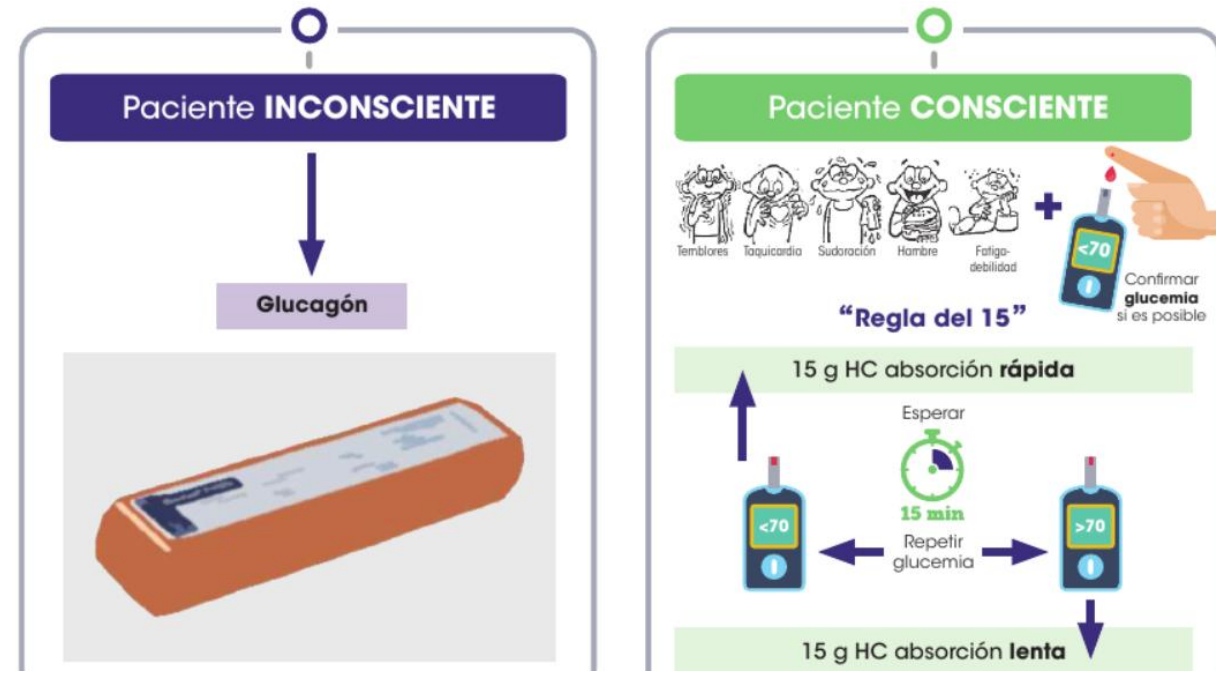 Paciente INCONSCIENTE
Glucagón
Paciente CONSCIENTE
Temblores
Taquicardia
Sudoración
Hambre
Fatiga-
debilidad
+
<70
Confirmar
glucemia
si es posible
“Regla del 15”
15 g HC absorción rápida
Esperar
15 min
<70
Repetir
glucemia
>70
15 g HC absorción lenta